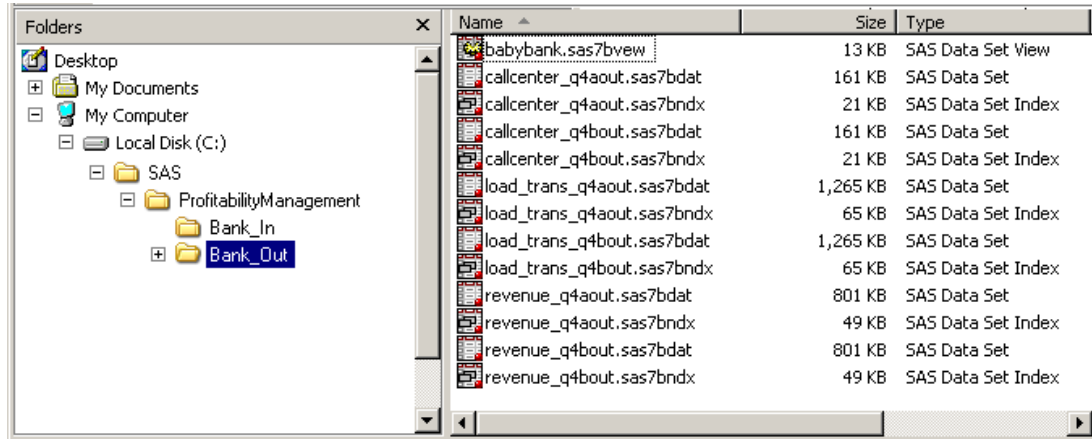 Folders
Desktop
My Documents
My Computer
Local Disk (C:)
SAS
ProfitabilityManagement
Bank_In
Bank_Out
Name Size Type
babybank.sas7bvew 13 KB SAS Data Set View
callcenter_q4aout.sas7bdat 161 KB SAS Data Set
callcenter_q4aout.sas7bndx 21 KB SAS Data Set Index
callcenter_q4bout.sas7bdat 161 KB SAS Data Set
callcenter_q4bout.sas7bndx 21 KB SAS Data Set Index
load_trans_q4aout.sas7bdat 1,265 KB SAS Data Set
load_trans_q4aout.sas7bndx 65 KB SAS Data Set Index
load_trans_q4bout.sas7bdat 1,265 KB SAS Data Set
load_trans_q4bout.sas7bndx 65 KB SAS Data Set Index
revenue_q4aout.sas7bdat 801 KB SAS Data Set
revenue_q4aout.sas7bndx 49 KB SAS Data Set Index
revenue_q4bout.sas7bdat 801 KB SAS Data Set
revenue_q4bout.sas7bndx 49 KB SAS Data Set Index